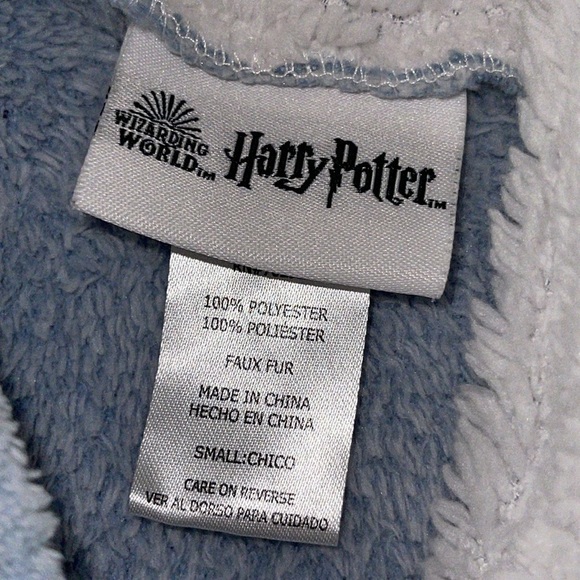 WIZARDING
WORLD™
Harry Potter™
100% POLYESTER
100% POLIESTER
FAUX FUR
MADE IN CHINA
HECHO EN CHINA
SMALL:CHICO
CARE ON REVERSE
VER AL DORSO PARA CUIDADO